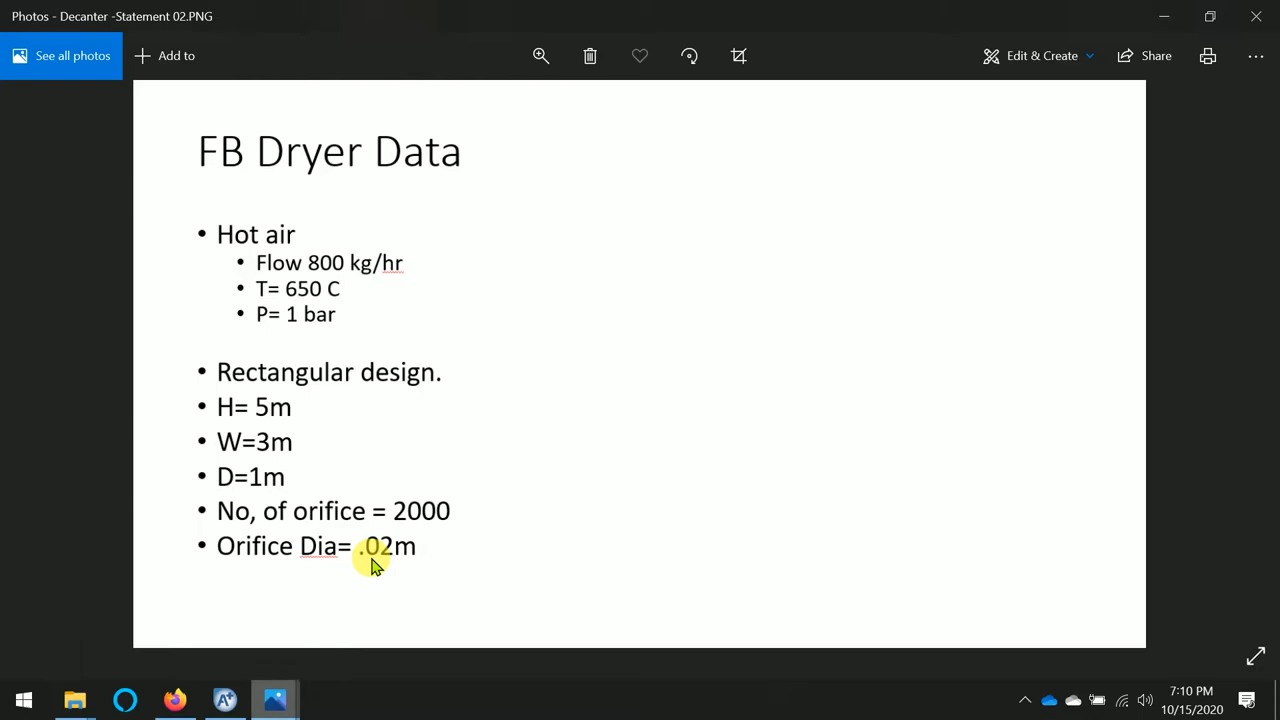 Photos - Decanter -Statement 02.PNG
See all photos
Add to
Edit & Create
Share
FB Dryer Data
• Hot air
• Flow 800 kg/hr
• T= 650 C
• P= 1 bar
• Rectangular design.
• H= 5m
• W=3m
• D=1m
• No, of orifice = 2000
• Orifice Dia= .02m
7:10 PM
10/15/2020